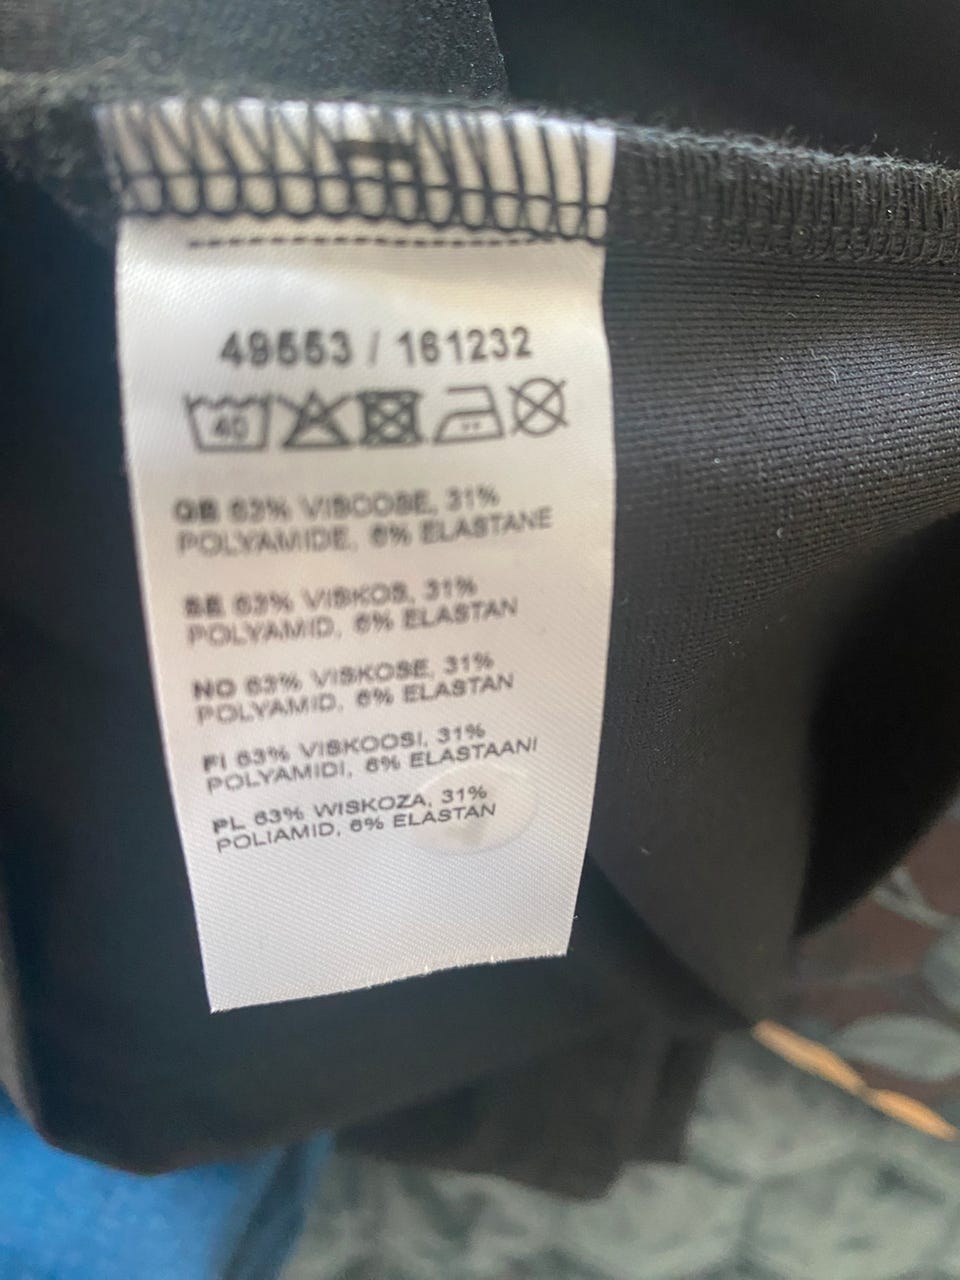 49553 / 161232
40
GB 63% VISCOSE, 31%
POLYAMIDE, 6% ELASTANE
SE 63% VISKOS, 31%
POLYAMID, 6% ELASTAN
NO 63% VISKOSE, 31%
POLYAMID, 6% ELASTAN
FI 63% VISKOOSI, 31%
POLYAMIDI, 6% ELASTAANI
PL 63% WISKOZA, 31%
POLIAMID, 6% ELASTAN